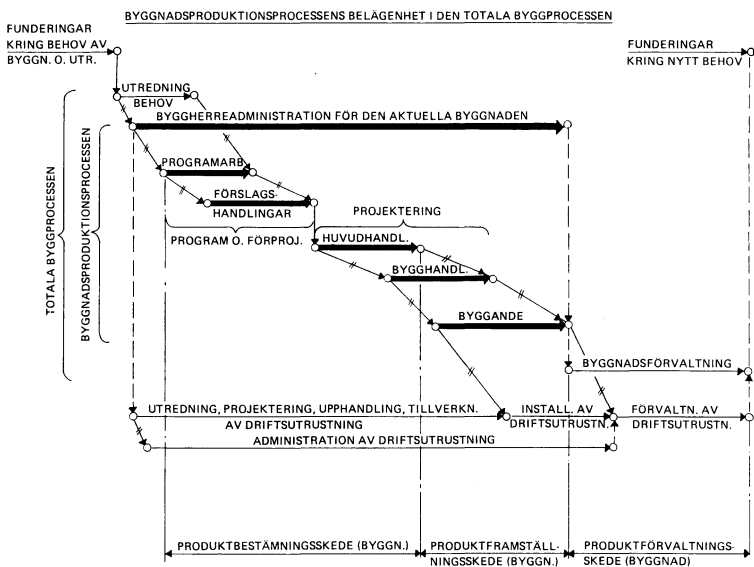 BYGGNADSPRODUKTIONSPROCESSENS BELÄGENHET I DEN TOTALA BYGGPROCESSEN
FUNDERINGAR
KRING BEHOV AV
BYGGN. O. UTR.
FUNDERINGAR
KRING NYTT BEHOV
UTREDNING
BEHOV
BYGGHERREADMINISTRATION FÖR DEN AKTUELLA BYGGNADEN
TOTALA BYGGPROCESSEN
BYGGNADSPRODUKTIONSPROCESSEN
PROGRAMARB.
FÖRSLAGS-
HANDLINGAR
PROGRAM O. FÖRPROJ.
PROJEKTERING
HUVUDHANDL.
BYGGHANDL.
BYGGANDE
BYGGNADSFÖRVALTNING
UTREDNING, PROJEKTERING, UPPHANDLING, TILLVERKN.
AV DRIFTSUTRUSTNING
INSTALL. AV
DRIFTSUTRUSTN.
FÖRVALTN. AV
DRIFTSUTRUSTN.
ADMINISTRATION AV DRIFTSUTRUSTNING
PRODUKTBESTÄMNINGSSKEDE (BYGGN.)
PRODUKTFRAMSTÄLL-
NINGSSKEDE (BYGGN.)
PRODUKTFÖRVALTNINGS-
SKEDE (BYGGNAD)